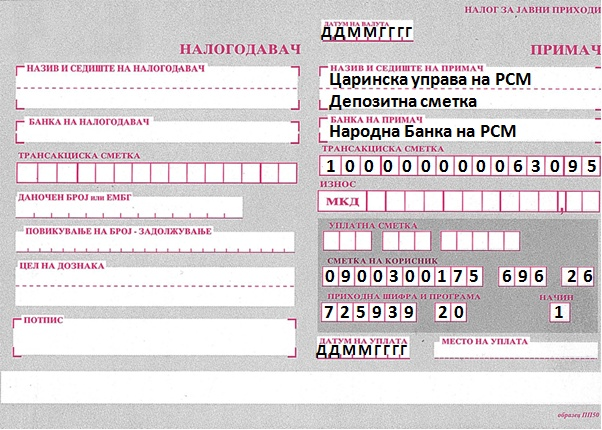 НАЛОГ ЗА ЈАВНИ ПРИХОДИ
ДАТУМ НА ВАЛУТА
ДДММГГГГ
НАЛОГОДАВАЧ
НАЗИВ И СЕДИШТЕ НА НАЛОГОДАВАЧ
БАНКА НА НАЛОГОДАВАЧ
ТРАНСАКЦИСКА СМЕТКА
ДАНОЧЕН БРОЈ или ЕМБГ
ПОВИКУВАЊЕ НА БРОЈ - ЗАДОЛЖУВАЊЕ
ЦЕЛ НА ДОЗНАКА
ПОТПИС
ПРИМАЧ
НАЗИВ И СЕДИШТЕ НА ПРИМАЧ
Царинска управа на РСМ
Депозитна сметка
БАНКА НА ПРИМАЧ
Народна Банка на РСМ
ТРАНСАКЦИСКА СМЕТКА
100000000063095
ИЗНОС
МКД ,
УПЛАТНА СМЕТКА
СМЕТКА НА КОРИСНИК
0900300175 696 26
ПРИХОДНА ШИФРА И ПРОГРАМА НАЧИН
725939 20 1
ДАТУМ НА УПЛАТА МЕСТО НА УПЛАТА
ДДММГГГГ
образец ПП50